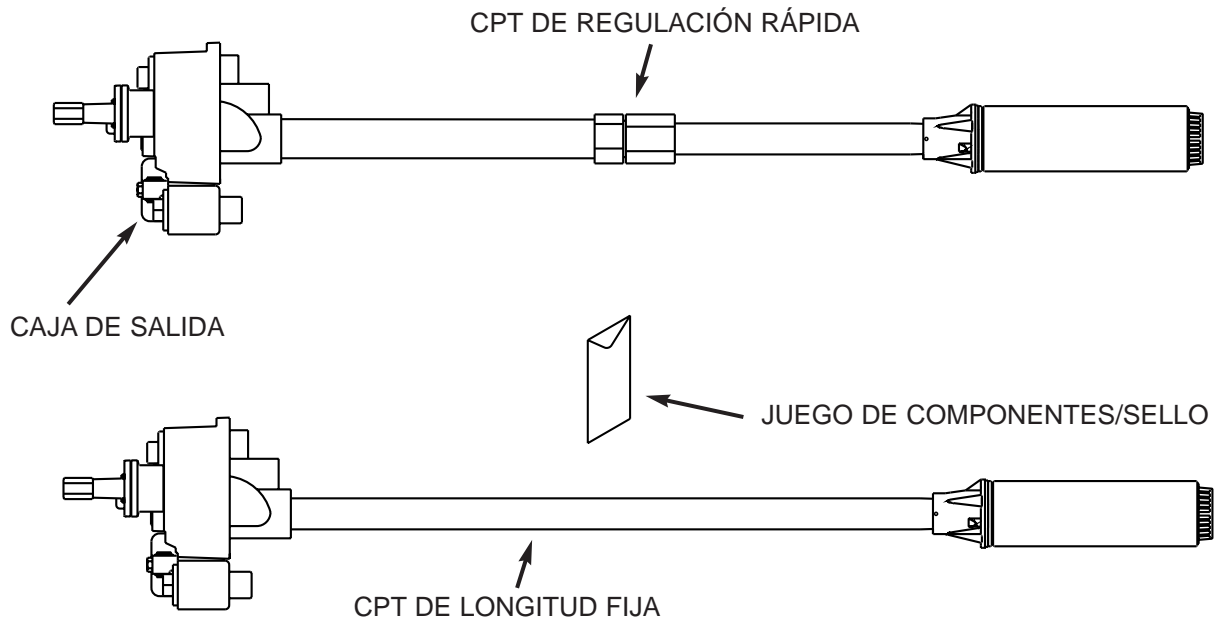 CPT DE REGULACIÓN RÁPIDA
CAJA DE SALIDA
JUEGO DE COMPONENTES/SELLO
CPT DE LONGITUD FIJA